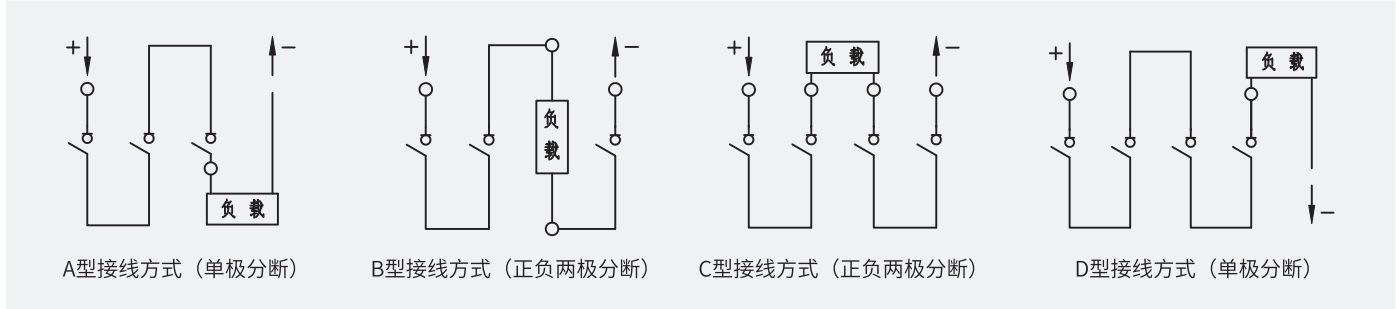 + − + − + 负 载 − + 负 载
负
载
负 载 −
A型接线方式（单极分断） B型接线方式（正负两极分断） C型接线方式（正负两极分断） D型接线方式（单极分断）